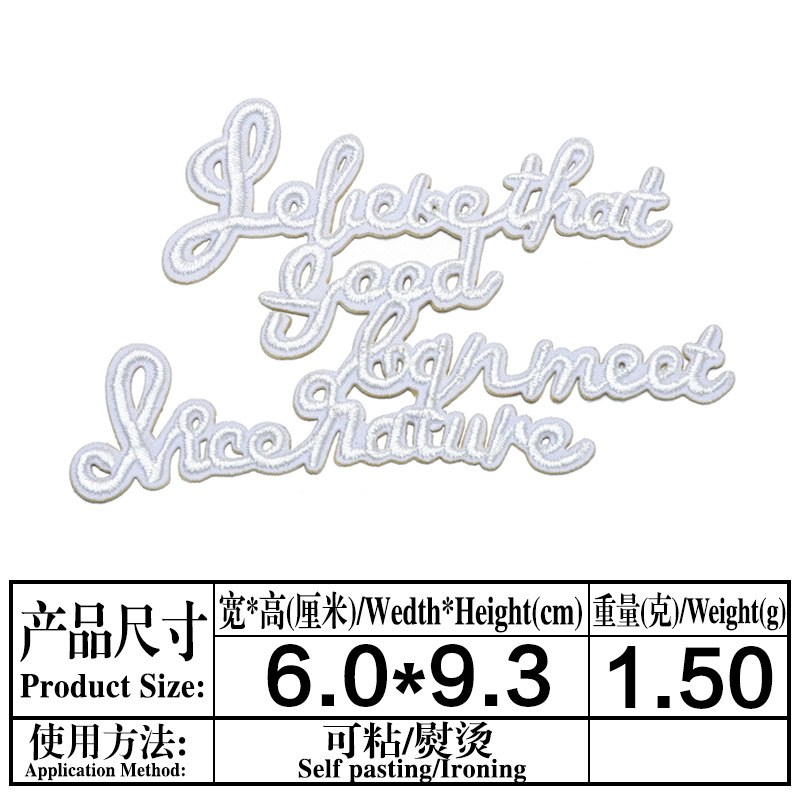 Lefiebe that
good
bqnmeet
Nice nature
产品尺寸
Product Size:
宽*高(厘米)/Wedth*Height(cm)
6.0*9.3
重量(克)/Weight(g)
1.50
使用方法:
Application Method:
可粘/熨烫
Self pasting/Ironing